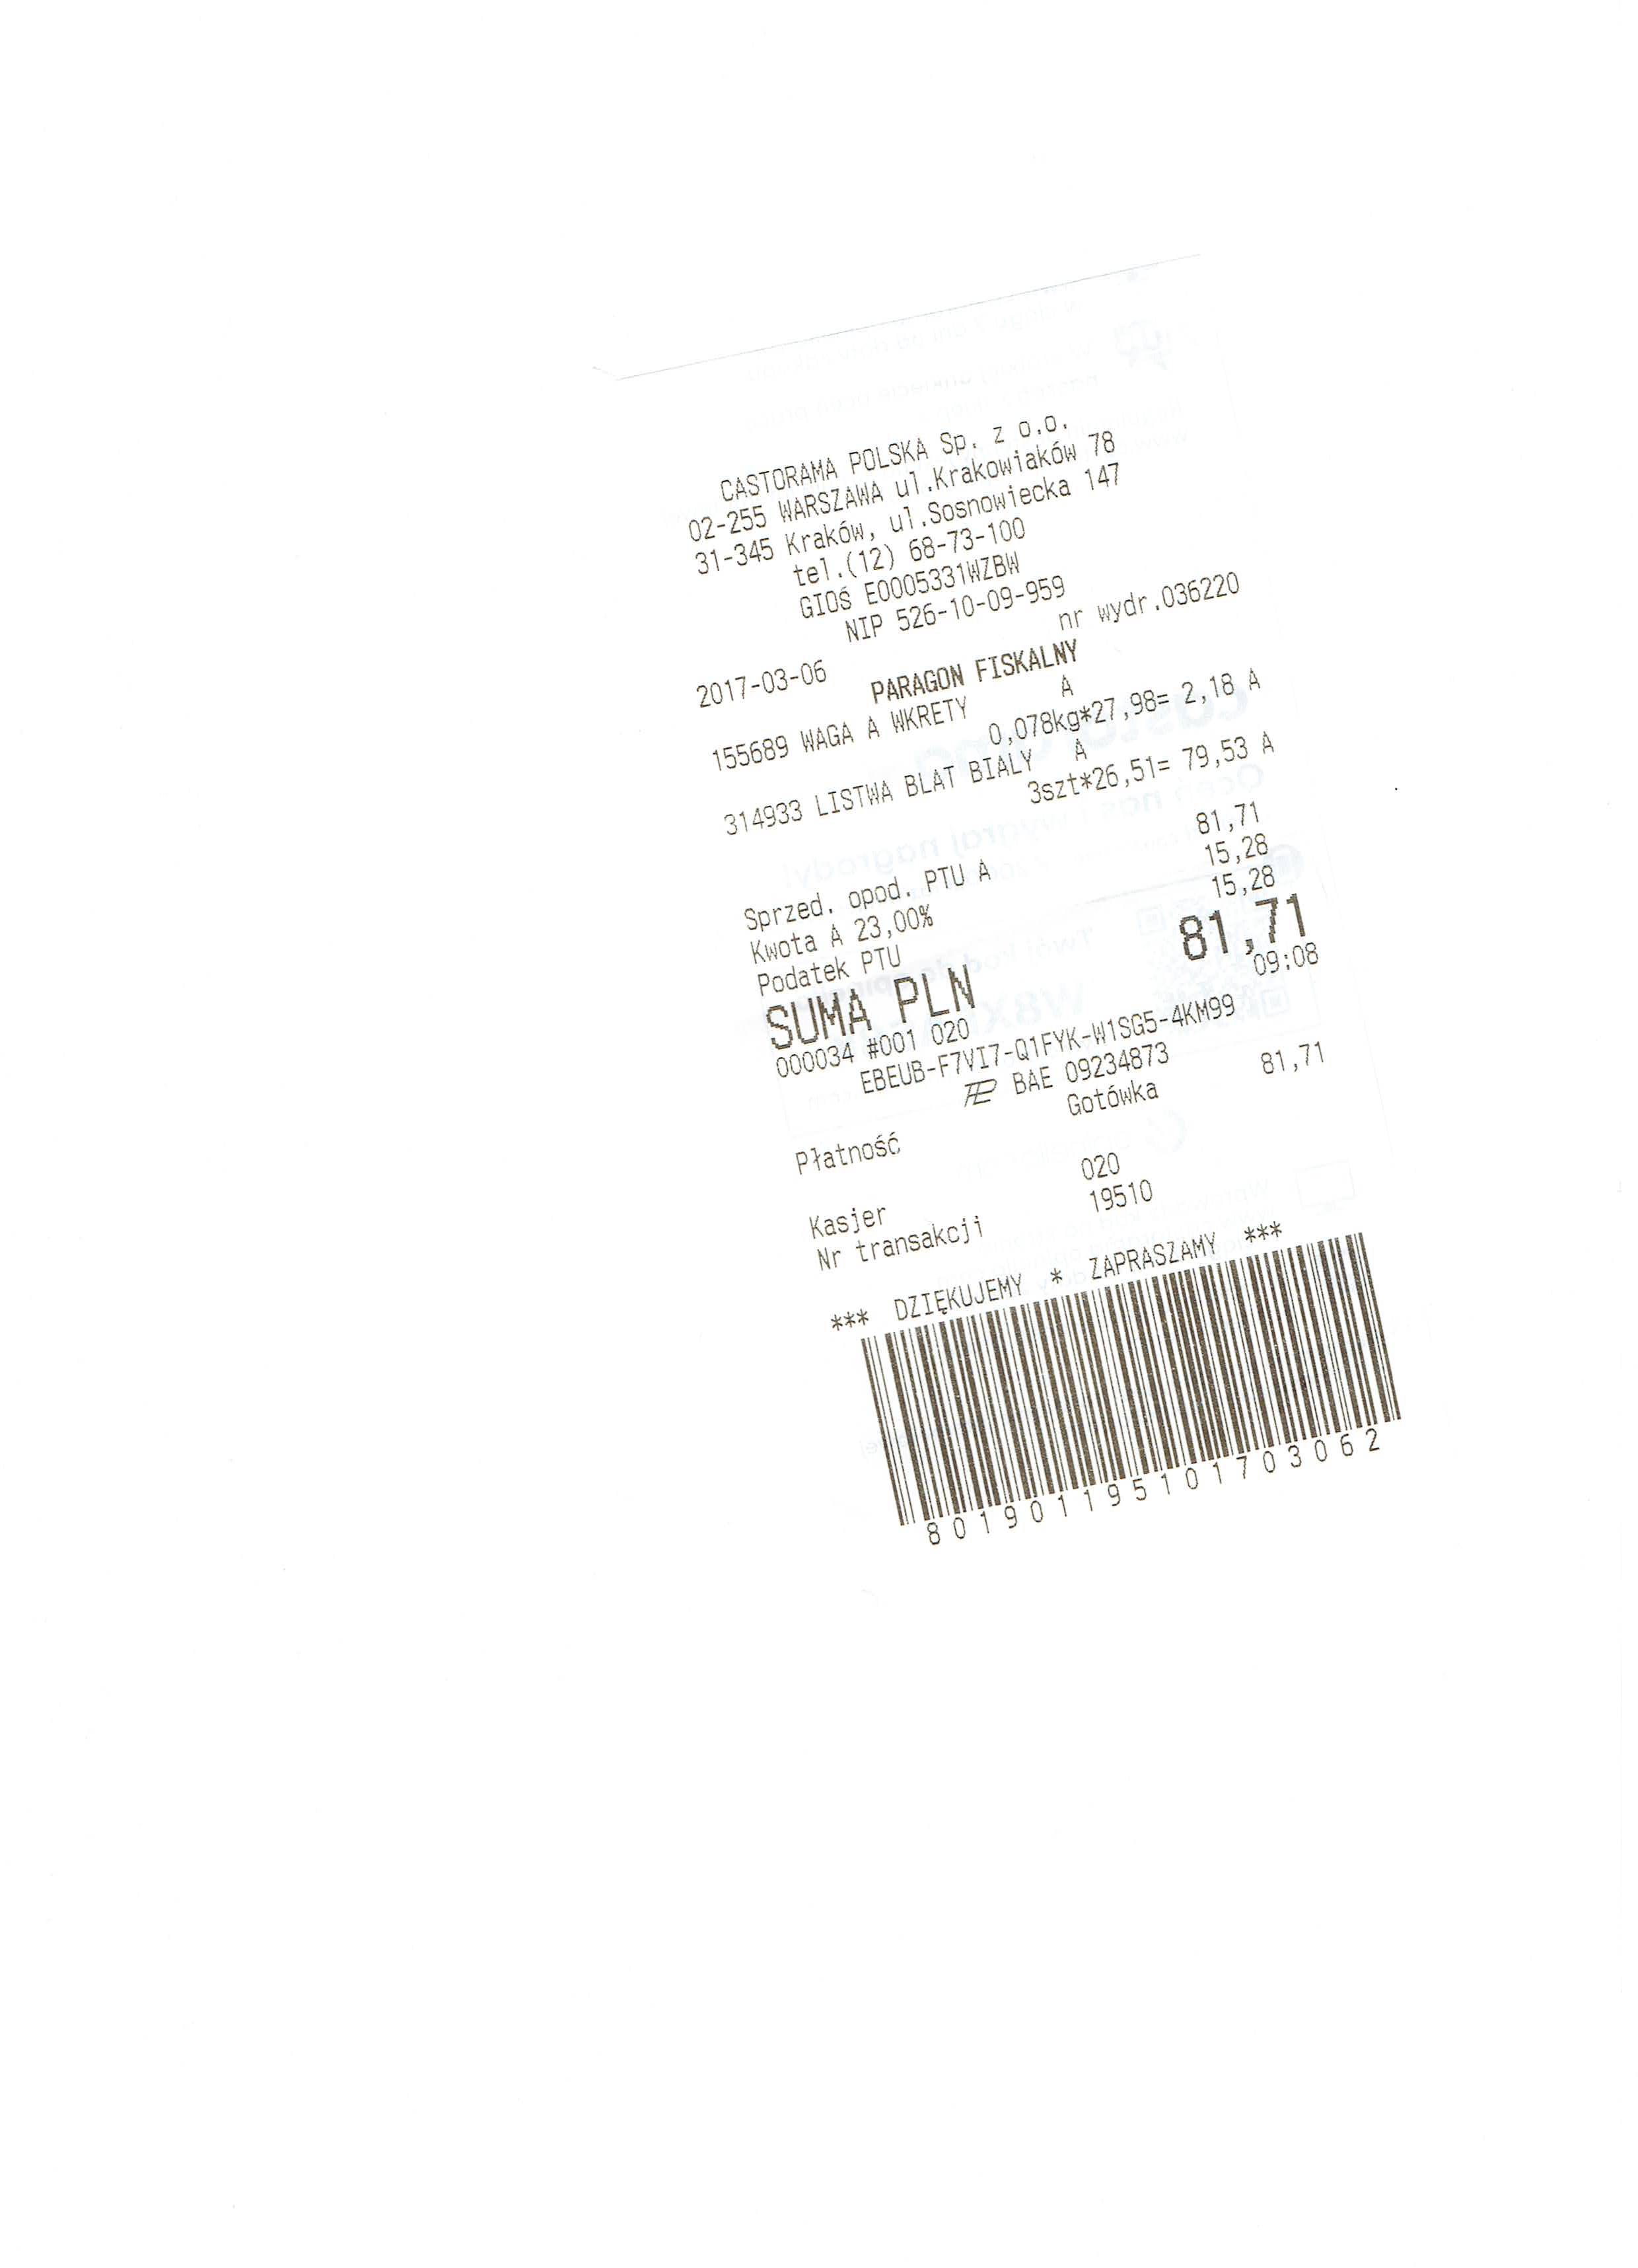 CASTORAMA POLSKA Sp. z o.o.
02-255 WARSZAWA ul.Krakowiaków 78
31-345 Kraków, ul.Sosnowiecka 147
tel.(12) 68-73-100
GIOŚ E0005331WZBW
NIP 526-10-09-959
2017-03-06 nr wydr.036220
PARAGON FISKALNY
155689 WAGA A WKRETY A
0,078kg*27,98= 2,18 A
314933 LISTWA BLAT BIALY A
3szt*26,51= 79,53 A
Sprzed. opod. PTU A 81,71
Kwota A 23,00% 15,28
Podatek PTU 15,28
SUMA PLN 81,71
000034 #001 020 09:08
EBEUB-F7VI7-Q1FYK-W1SG5-4KM99
BAE 09234873
Płatność Gotówka 81,71
Kasjer 020
Nr transakcji 19510
*** DZIĘKUJEMY * ZAPRASZAMY ***
801901195101703062